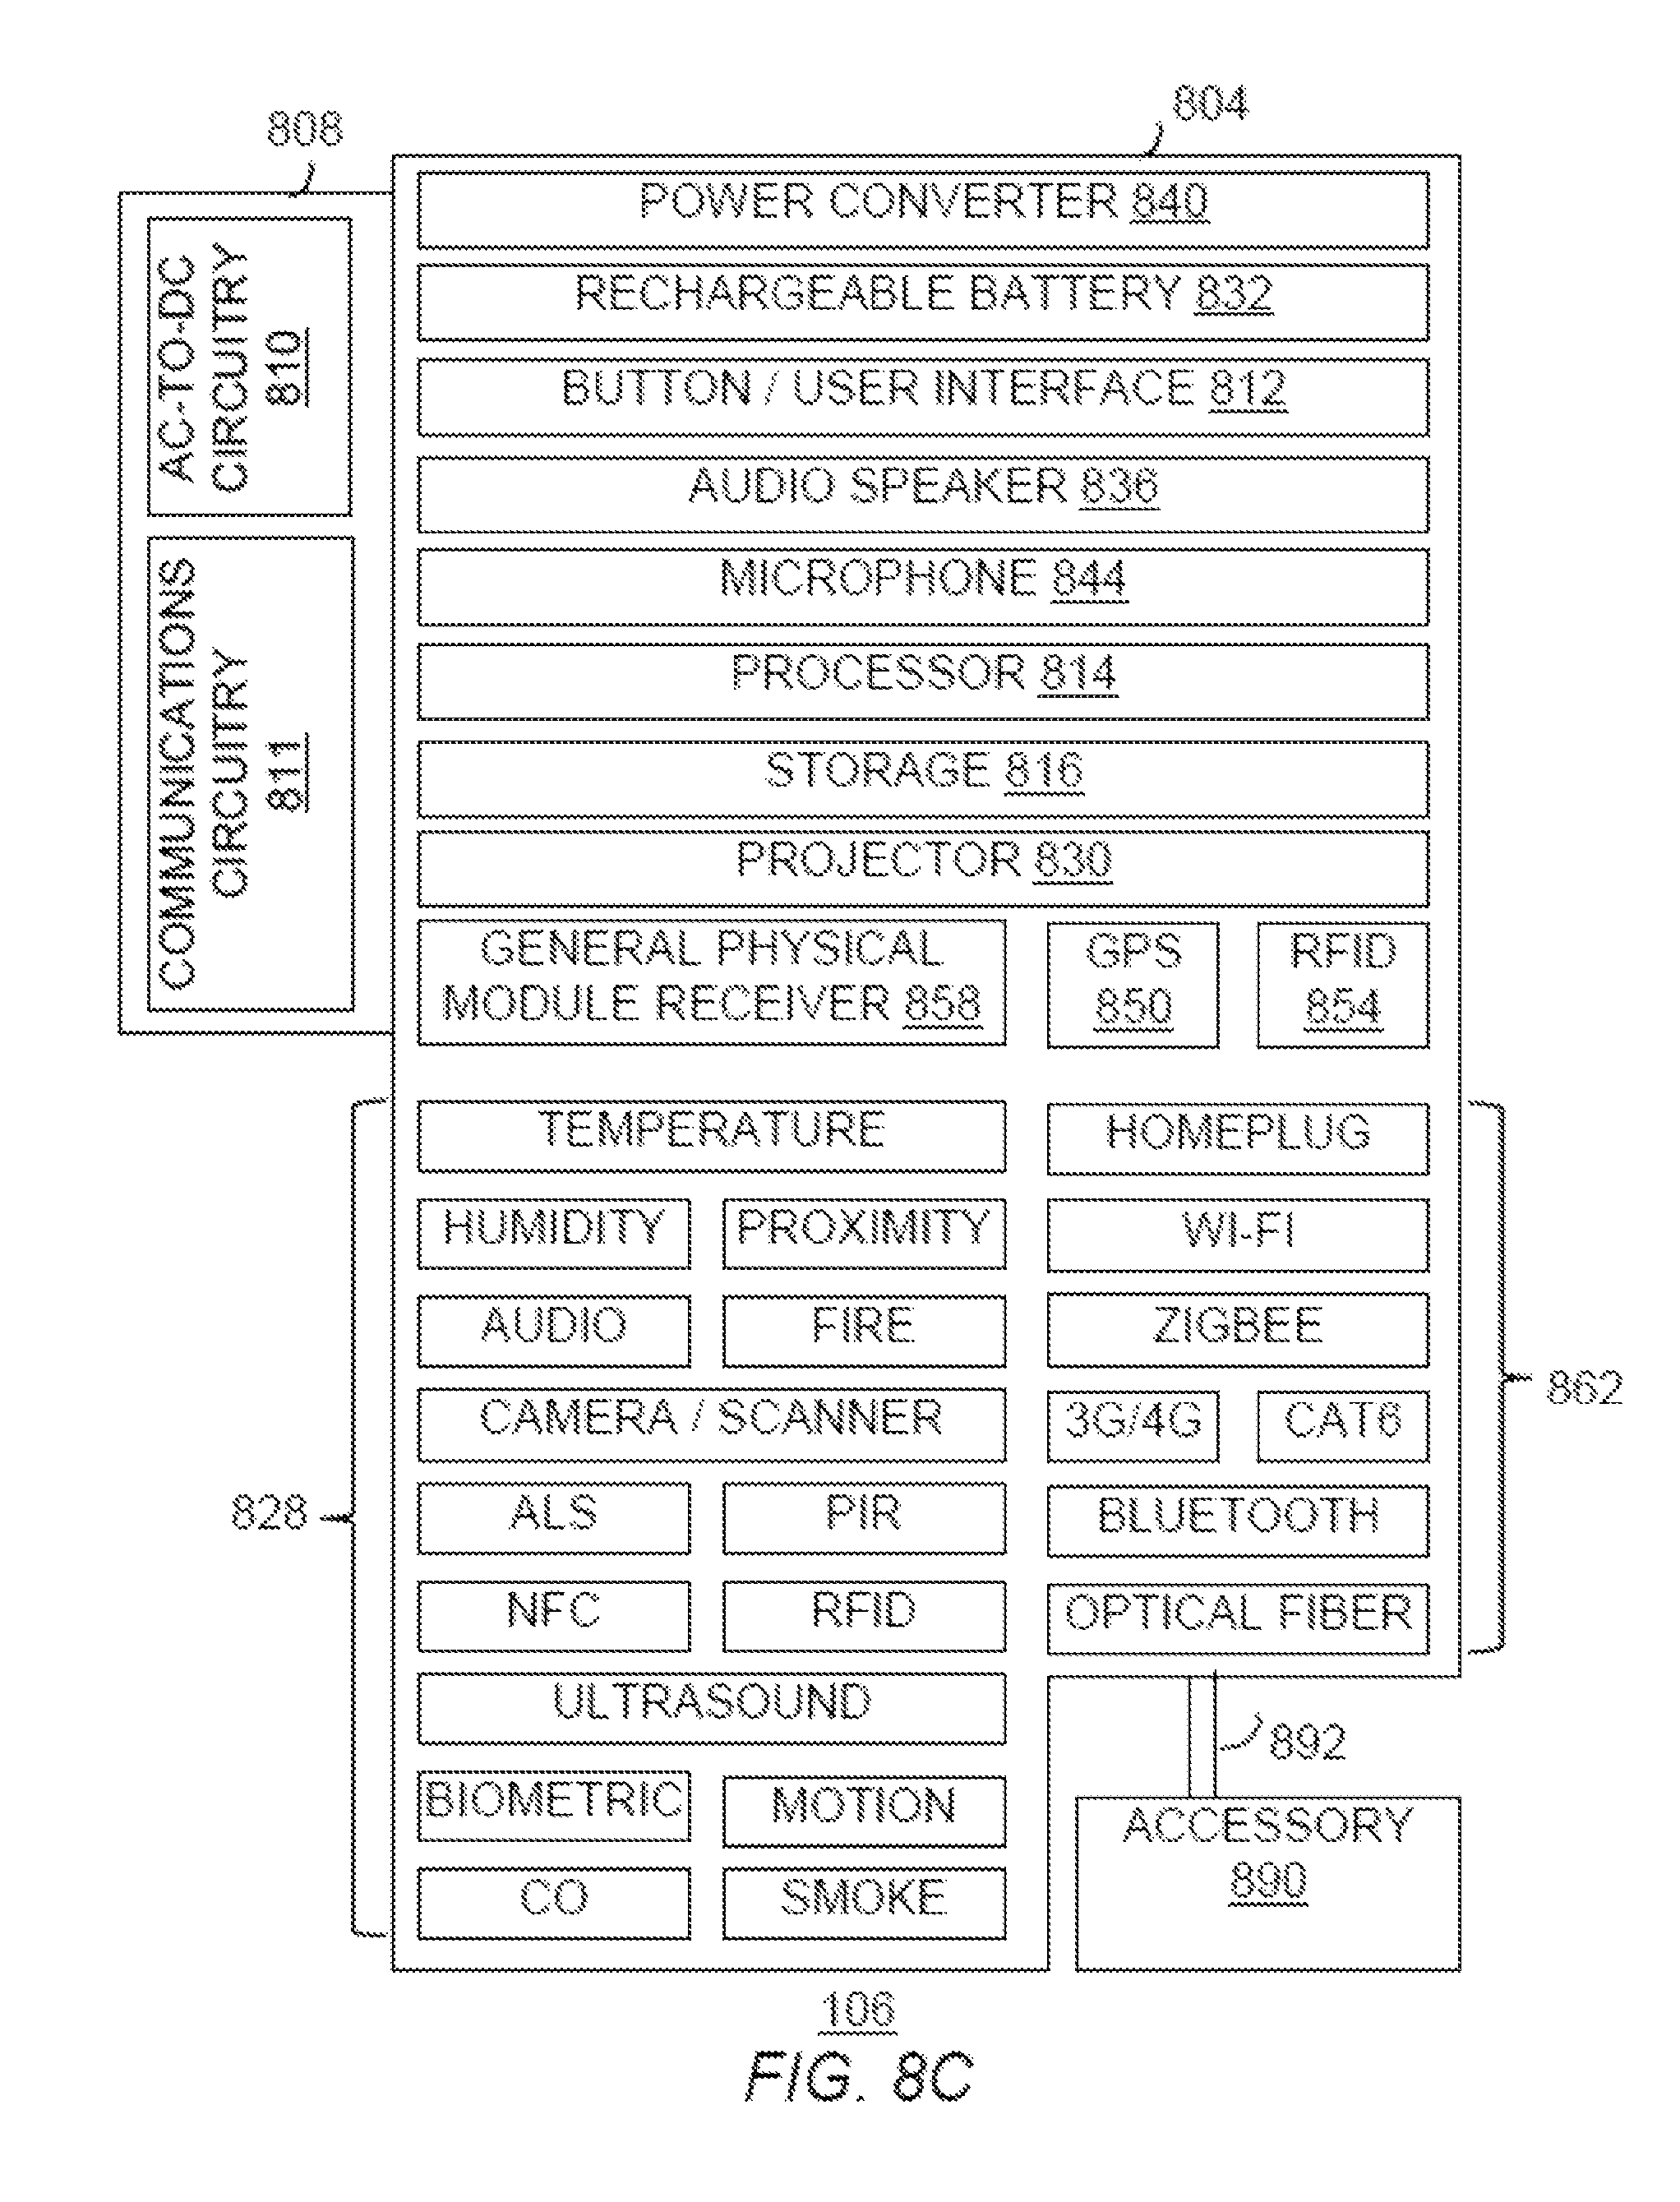 808
804
AC-TO-DC
CIRCUITRY
810
COMMUNICATIONS
CIRCUITRY
811
POWER CONVERTER 840
RECHARGEABLE BATTERY 832
BUTTON / USER INTERFACE 812
AUDIO SPEAKER 836
MICROPHONE 844
PROCESSOR 814
STORAGE 816
PROJECTOR 830
GENERAL PHYSICAL
MODULE RECEIVER 858
GPS
850
RFID
854
828
TEMPERATURE
HUMIDITY
PROXIMITY
AUDIO
FIRE
CAMERA / SCANNER
ALS
PIR
NFC
RFID
ULTRASOUND
BIOMETRIC
MOTION
CO
SMOKE
HOMEPLUG
WI-FI
ZIGBEE
3G/4G
CAT6
BLUETOOTH
OPTICAL FIBER
862
892
ACCESSORY
890
106
FIG. 8C